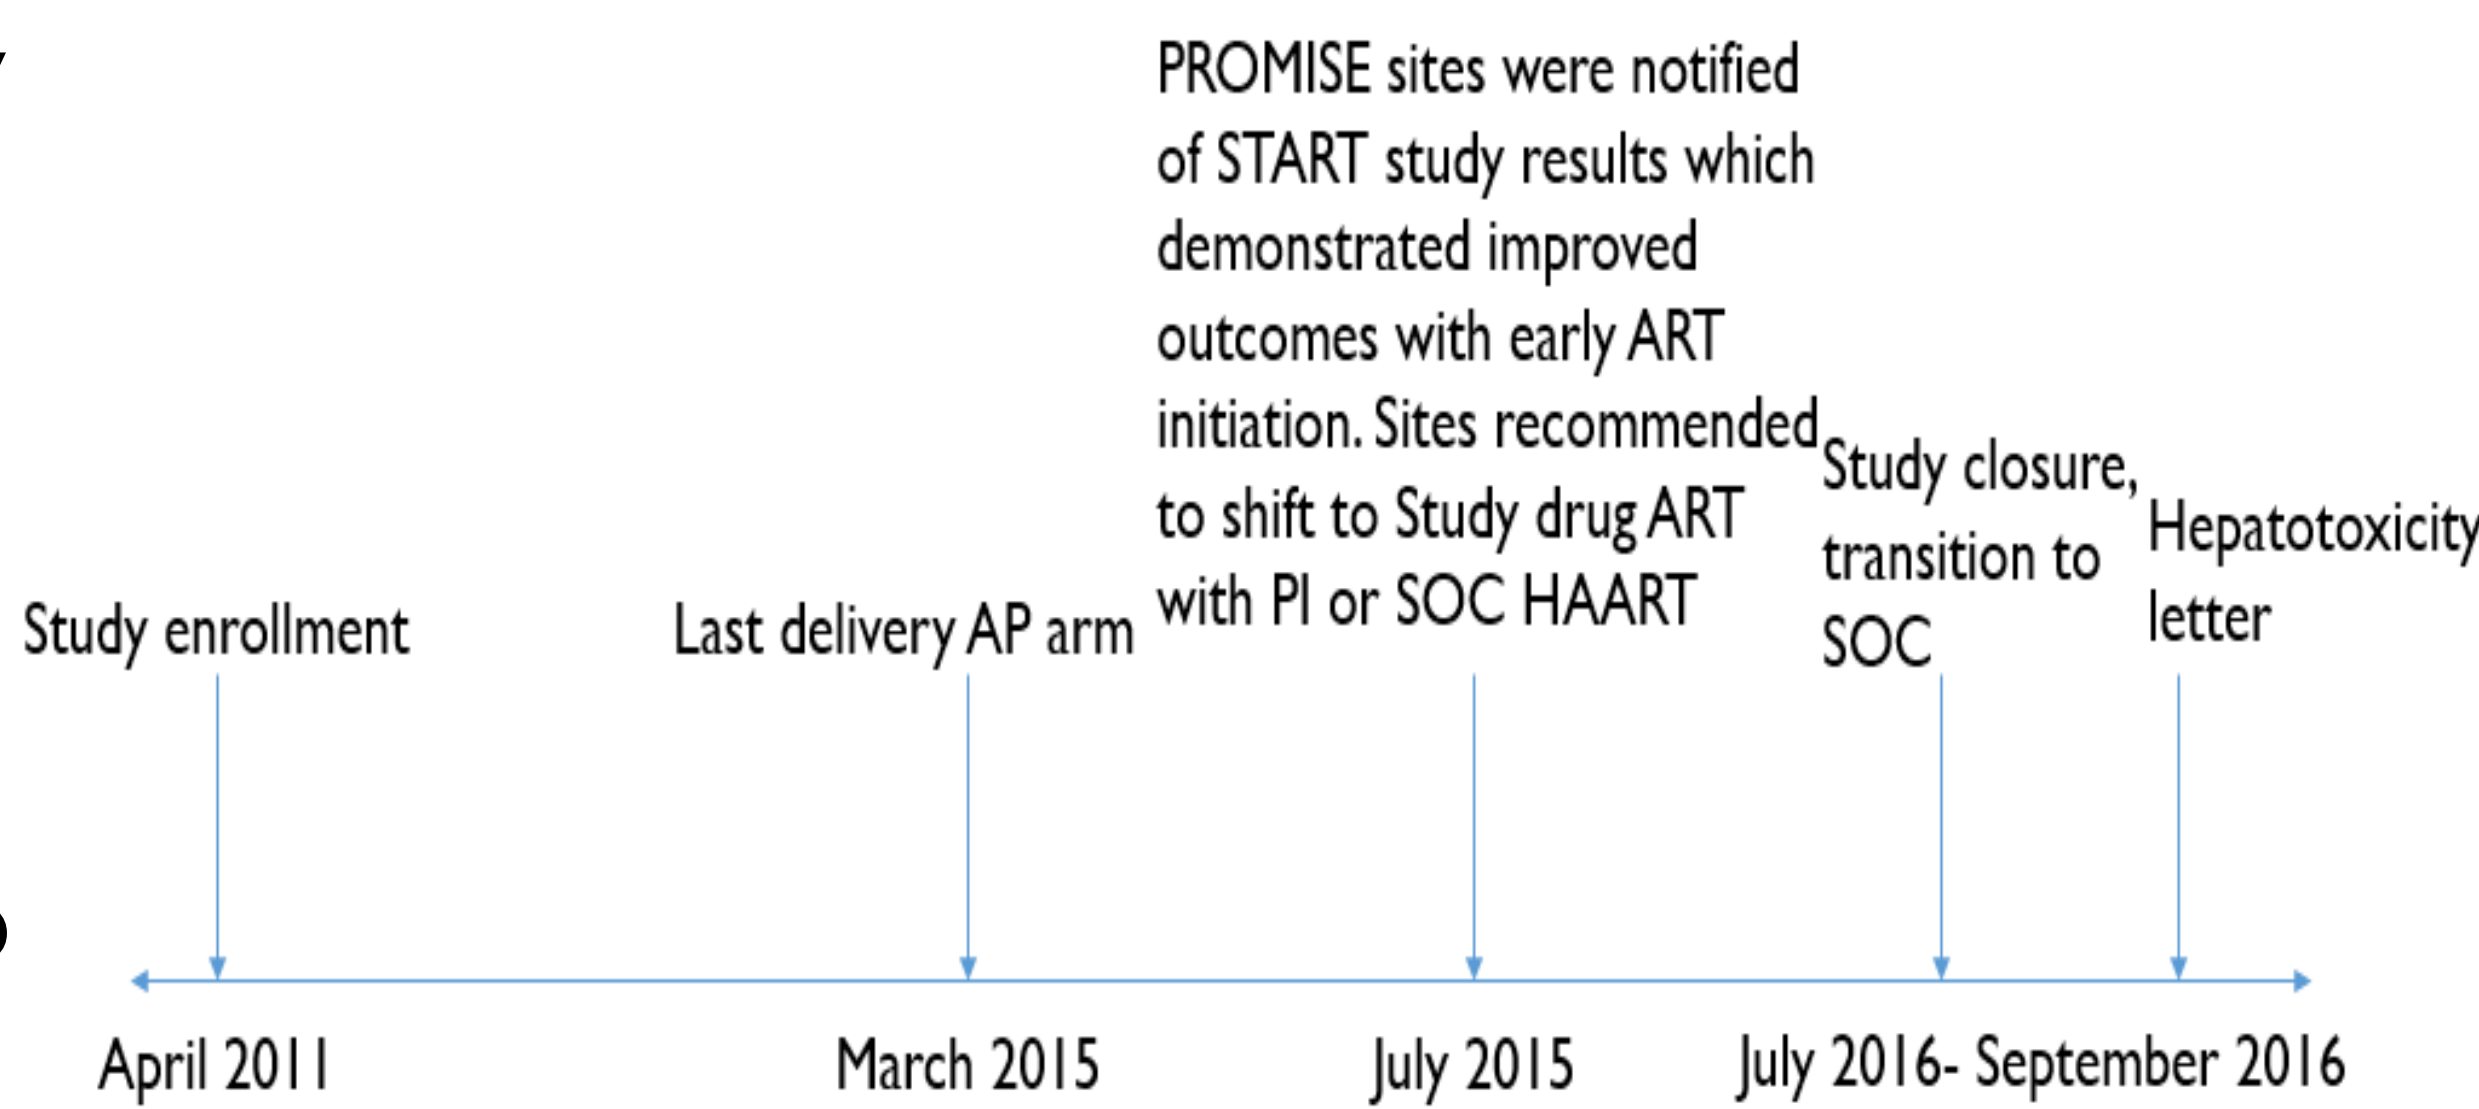 PROMISE sites were notified
of START study results which
demonstrated improved
outcomes with early ART
initiation. Sites recommended
to shift to Study drug ART
with PI or SOC HAART
Study closure,
transition to
SOC
Hepatotoxicity
letter
Study enrollment
Last delivery AP arm
April 2011
March 2015
July 2015
July 2016- September 2016